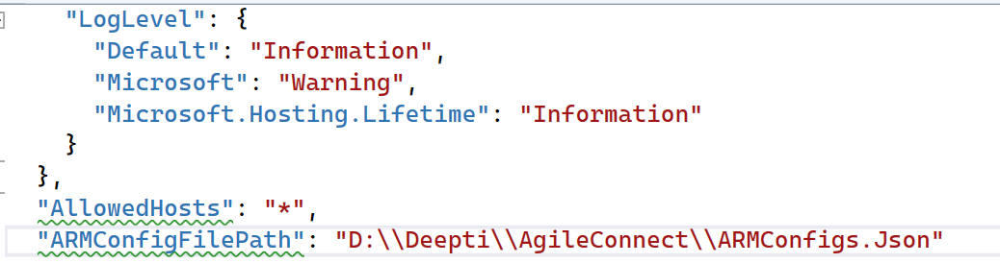 "LogLevel": {
"Default": "Information",
"Microsoft": "Warning",
"Microsoft.Hosting.Lifetime": "Information"
}
},
"AllowedHosts": "*",
"ARMConfigFilePath": "D:\\Deepti\\AgileConnect\\ARMConfigs.Json"